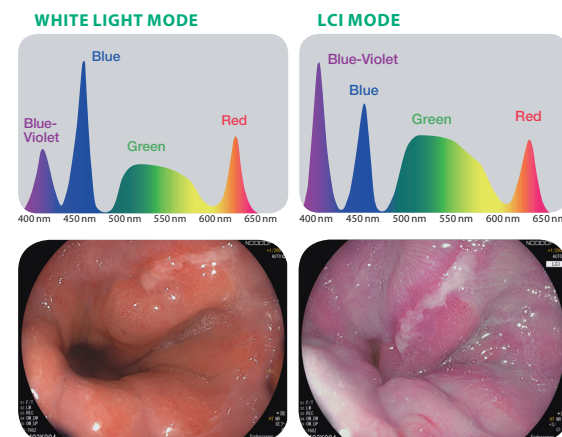 WHITE LIGHT MODE
Blue
Blue-
Violet
Green
Red
400 nm 450 nm 500 nm 550 nm 600 nm 650 nm
LCI MODE
Blue-Violet
Blue
Green
Red
400 nm 450 nm 500 nm 550 nm 600 nm 650 nm